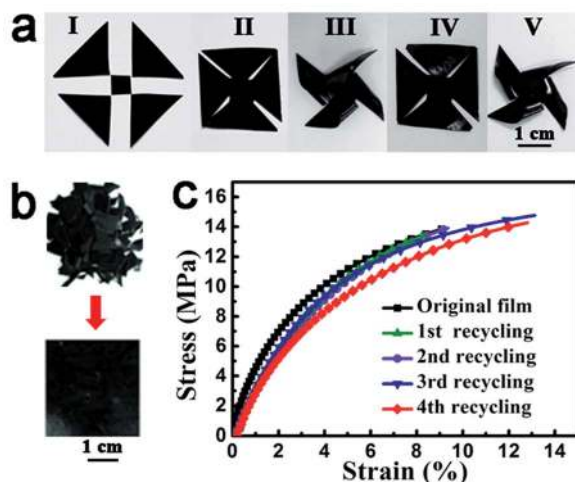 a
I II III IV V
1 cm
b
1 cm
c
16
14
12
10
8
6
4
2
0
Stress (MPa)
Original film
1st recycling
2nd recycling
3rd recycling
4th recycling
0 2 4 6 8 10 12 14
Strain (%)